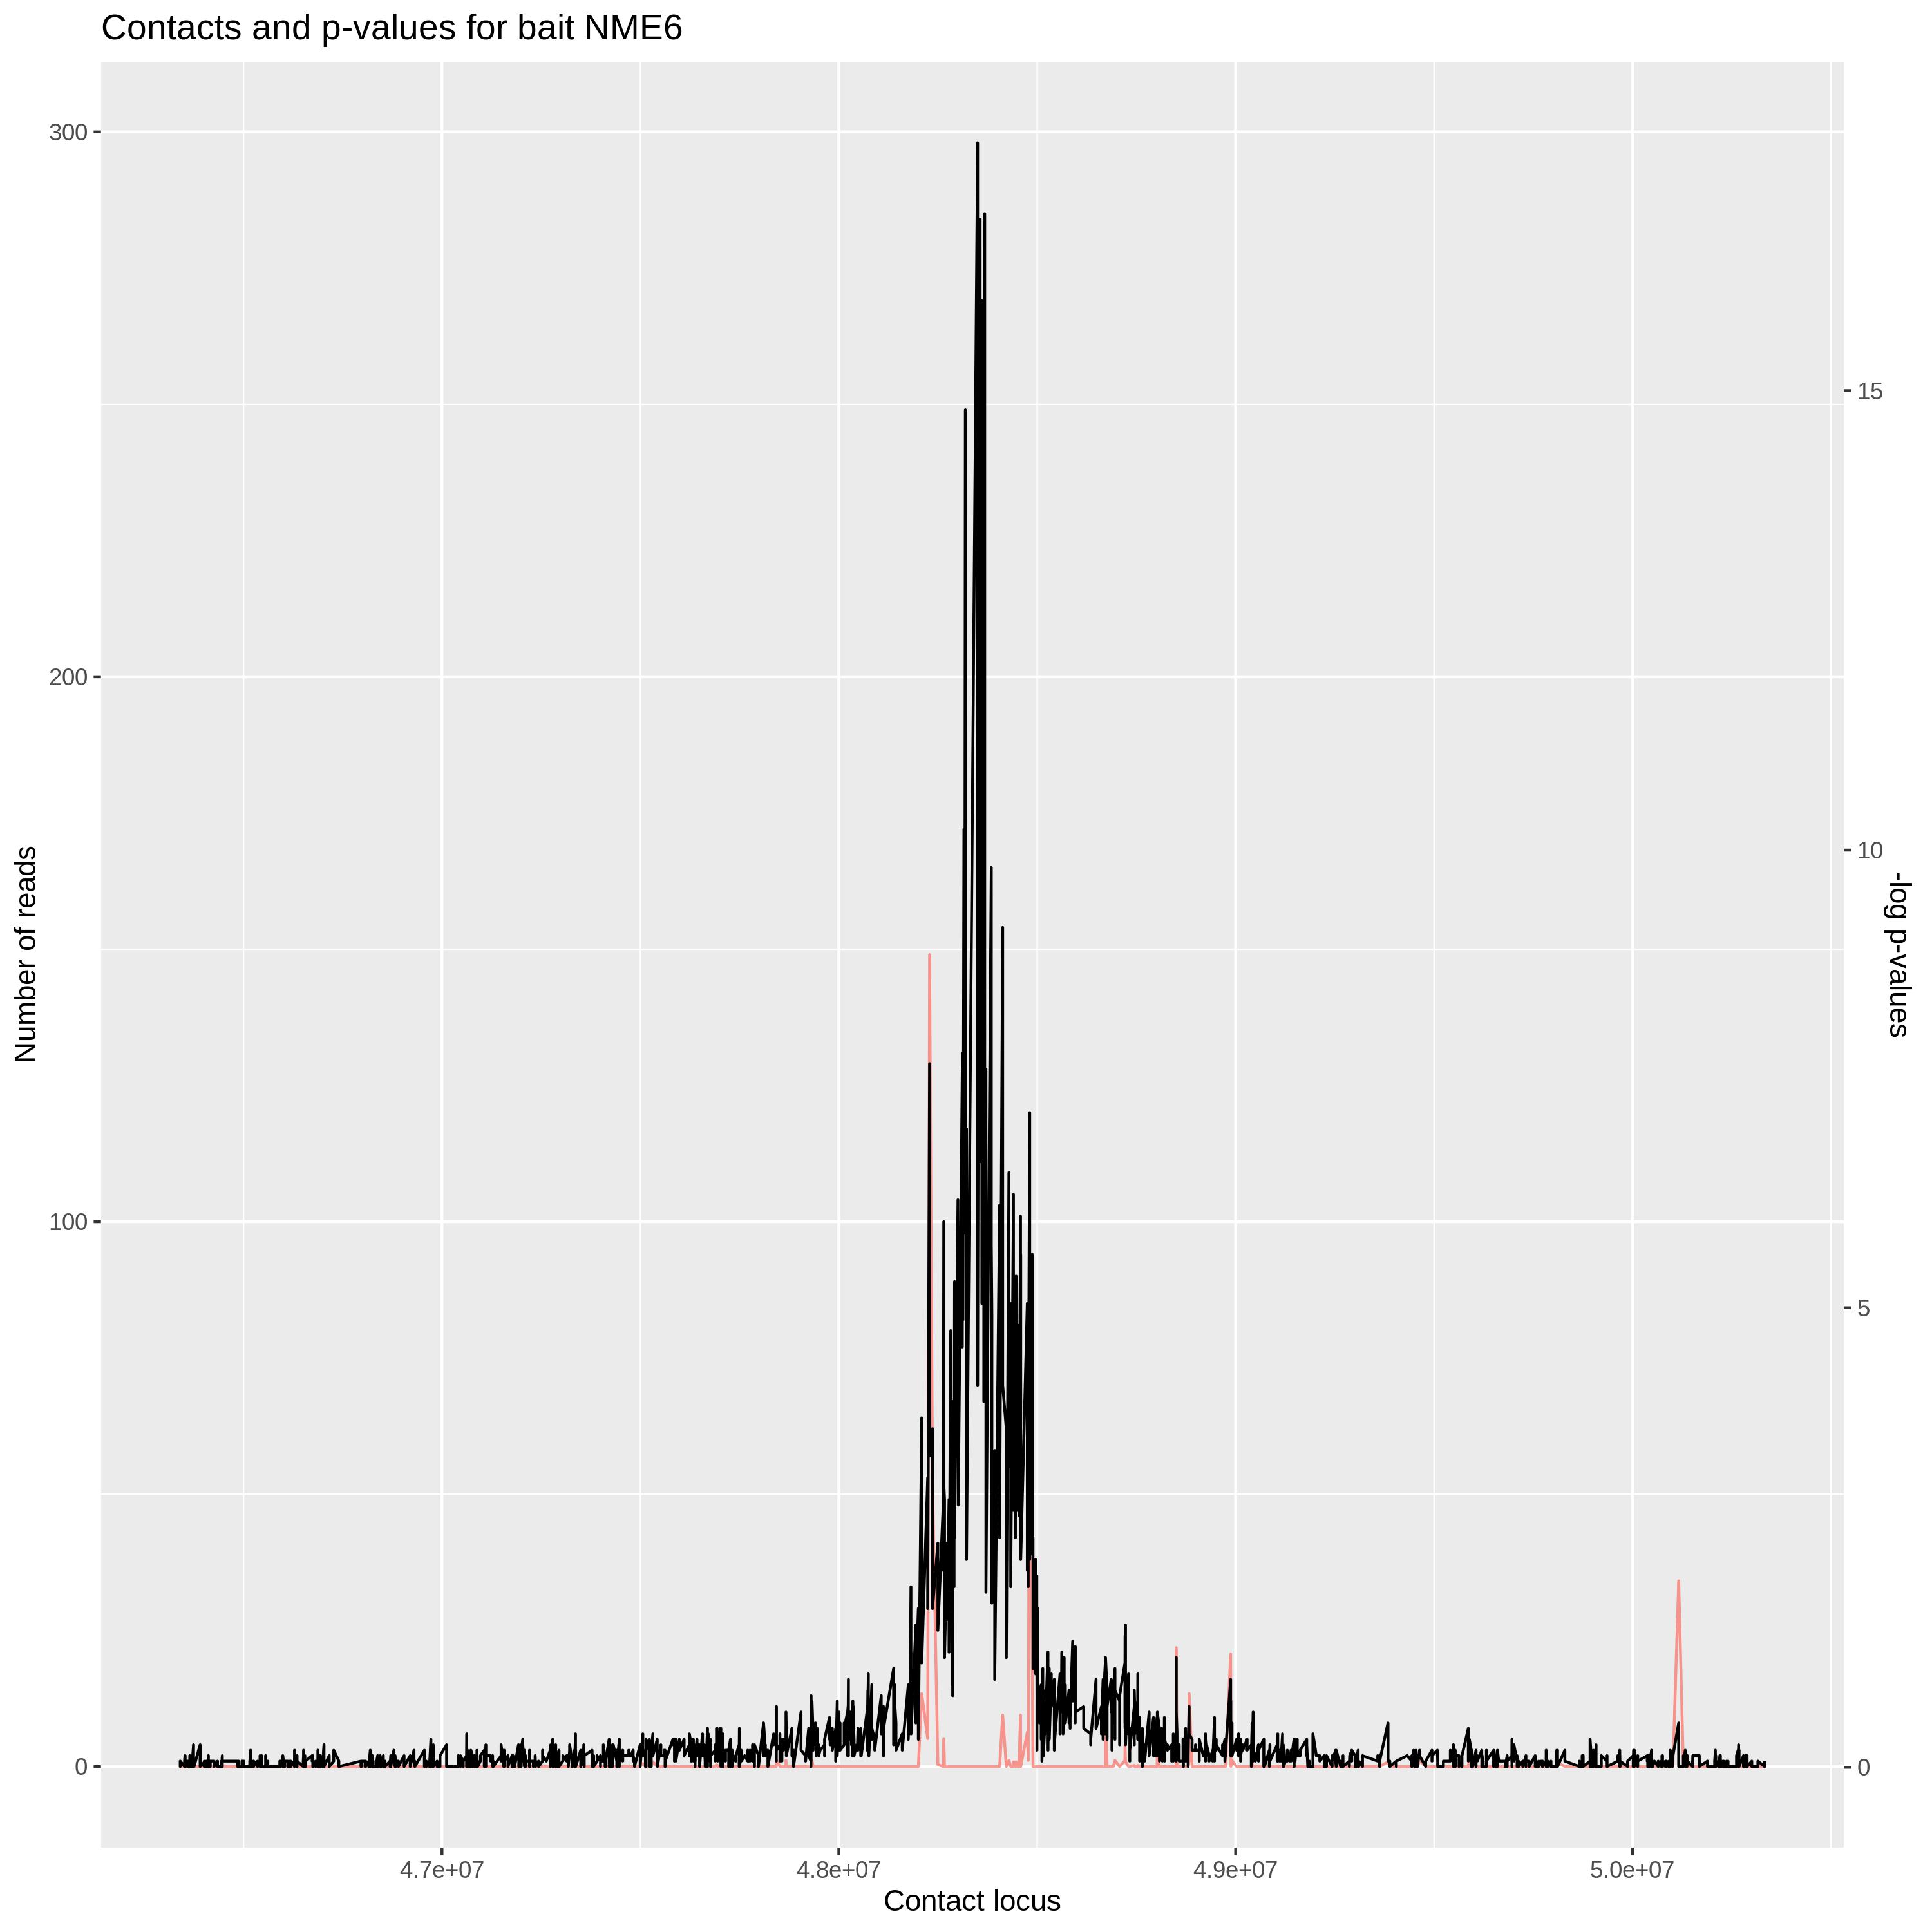 Contacts and p-values for bait NME6
300
200
100
0
Number of reads
15
10
5
0
-log p-values
4.7e+07
4.8e+07
4.9e+07
5.0e+07
Contact locus